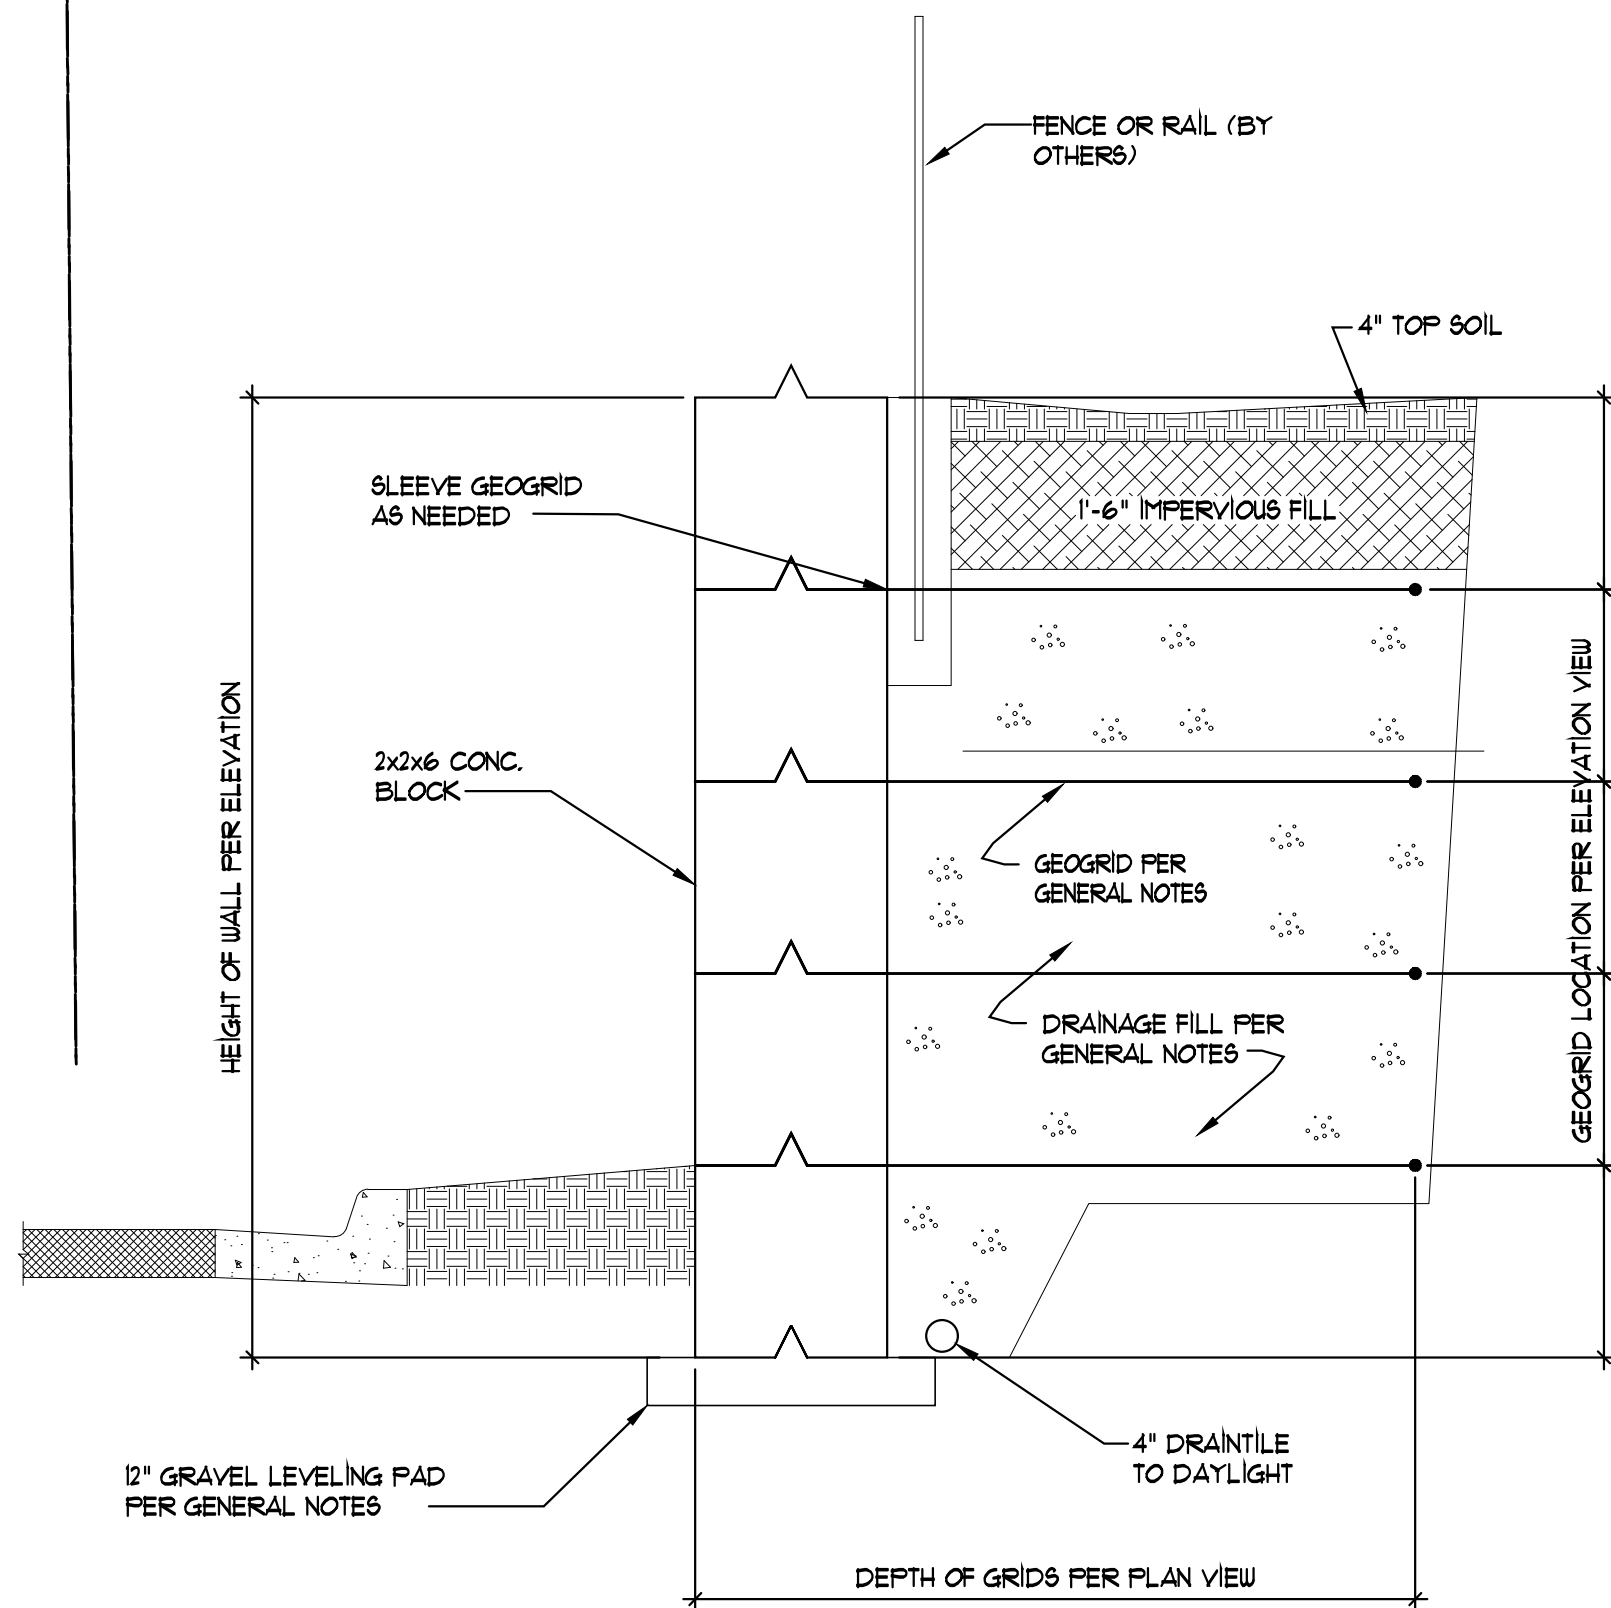 FENCE OR RAIL (BY
OTHERS)
4" TOP SOIL
SLEEVE GEOGRID
AS NEEDED
1'-6" IMPERVIOUS FILL
HEIGHT OF WALL PER ELEVATION
GEOGRID LOCATION PER ELEVATION VIEW
2x2x6 CONC.
BLOCK
GEOGRID PER
GENERAL NOTES
DRAINAGE FILL PER
GENERAL NOTES
4" DRAINTILE
TO DAYLIGHT
12" GRAVEL LEVELING PAD
PER GENERAL NOTES
DEPTH OF GRIDS PER PLAN VIEW